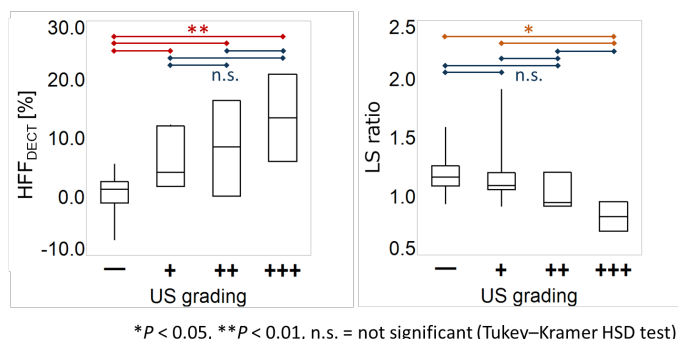 30.0
20.0
10.0
0.0
-10.0
HFF_DECT [%]
**
n.s.
— + ++ +++
US grading
2.5
2.0
1.5
1.0
0.5
LS ratio
*
n.s.
— + ++ +++
US grading
*P < 0.05, **P < 0.01, n.s. = not significant (Tukey–Kramer HSD test)